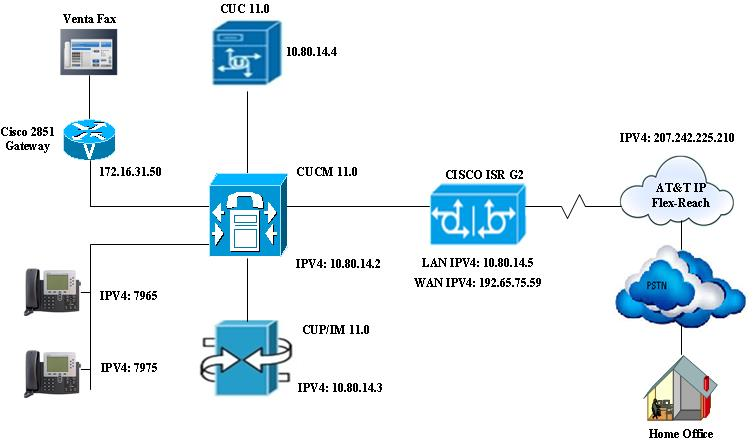 Venta Fax
CUC 11.0
10.80.14.4
Cisco 2851
Gateway
172.16.31.50
CUCM 11.0
IPV4: 10.80.14.2
CISCO ISR G2
LAN IPV4: 10.80.14.5
WAN IPV4: 192.65.75.59
IPV4: 207.242.225.210
AT&T IP
Flex-Reach
PSTN
Home Office
IPV4: 7965
IPV4: 7975
CUP/IM 11.0
IPV4: 10.80.14.3